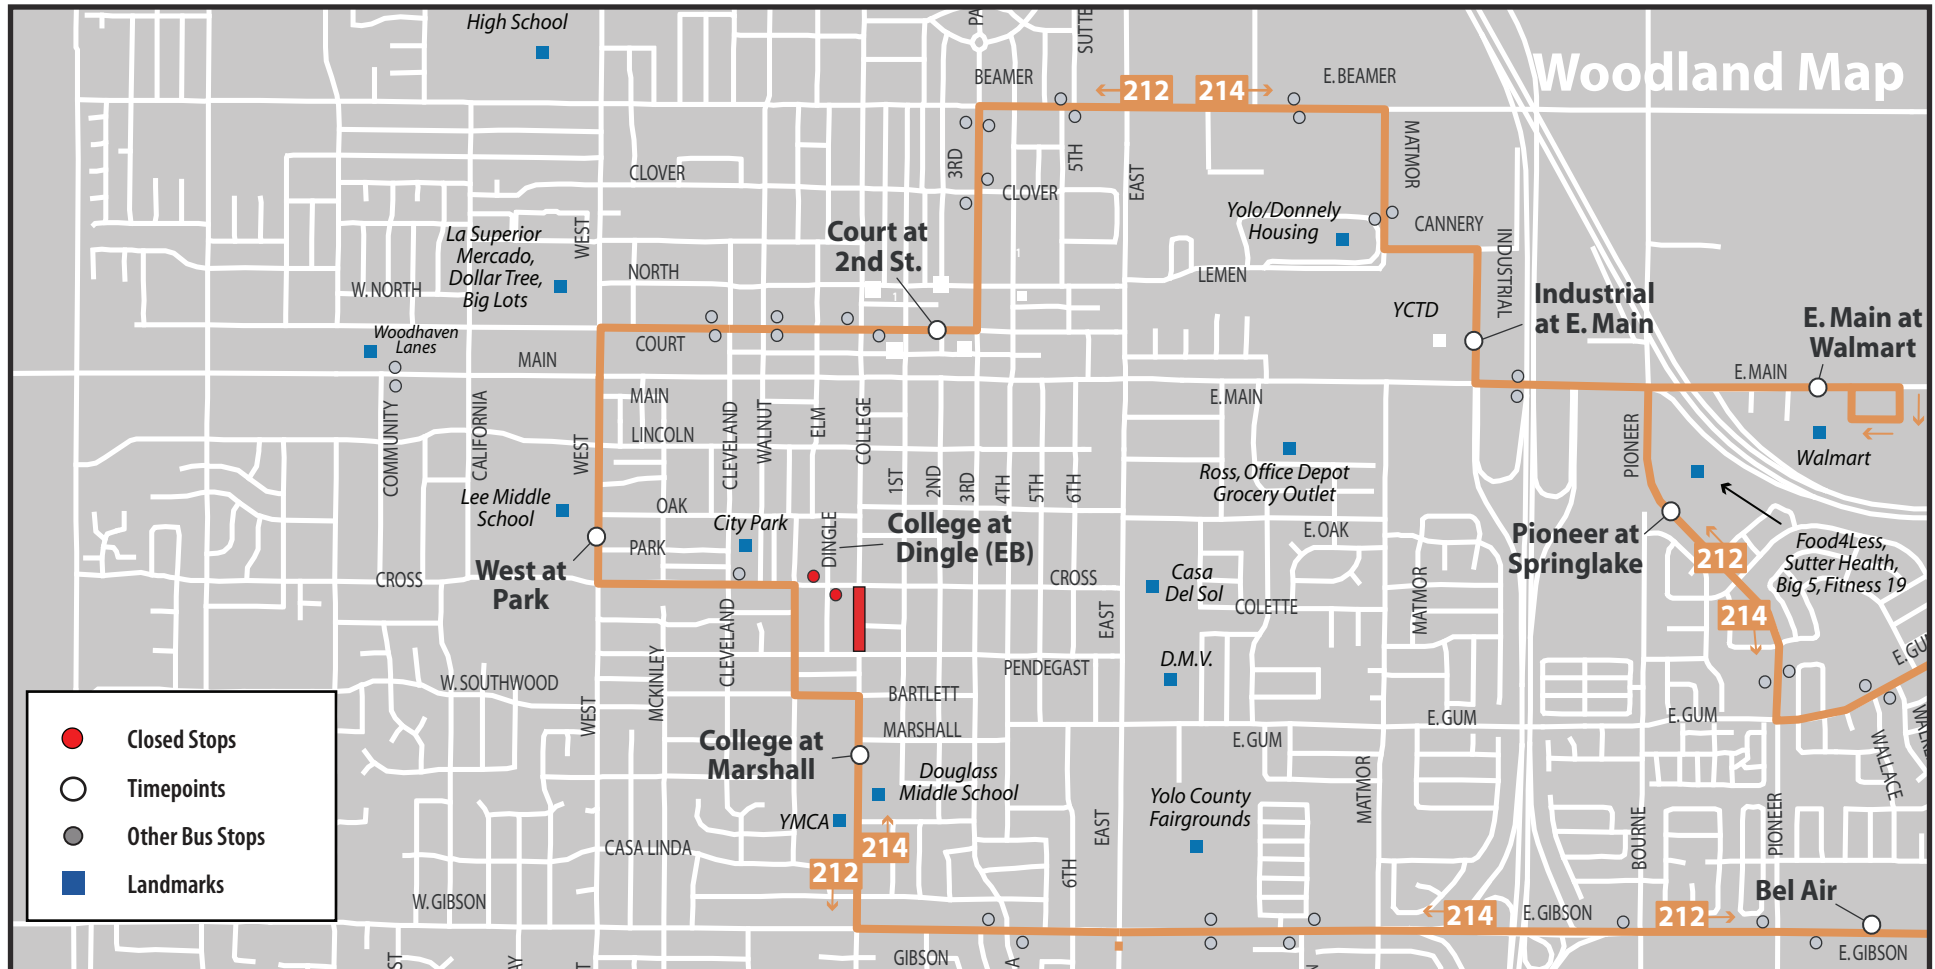 High School
Woodland Map
BEAMER
212
214
E. BEAMER
SUTTE
PA
3RD
5TH
EAST
MATMOR
CLOVER
CLOVER
Yolo/Donnely
Housing
CANNERY
INDUSTRIAL
LEMEN
La Superior
Mercado,
Dollar Tree,
Big Lots
WEST
NORTH
W. NORTH
Court at
2nd St.
YCTD
Industrial
at E. Main
E. Main at
Walmart
Woodhaven
Lanes
MAIN
COURT
MAIN
E. MAIN
E. MAIN
COMMUNITY
CALIFORNIA
WEST
LINCOLN
CLEVELAND
WALNUT
ELM
COLLEGE
1ST
2ND
3RD
4TH
5TH
6TH
Ross, Office Depot
Grocery Outlet
PIONEER
Walmart
Lee Middle
School
OAK
City Park
DINGLE
College at
Dingle (EB)
E. OAK
Pioneer at
Springlake
212
Food4Less,
Sutter Health,
Big 5, Fitness 19
PARK
West at
Park
CROSS
CROSS
Casa
Del Sol
COLETTE
EAST
MATMOR
214
E. GU
CLEVELAND
MCKINLEY
W. SOUTHWOOD
WEST
PENDEGAST
D.M.V.
BARTLETT
MARSHALL
E. GUM
E. GUM
E. GUM
WALLACE
College at
Marshall
Douglass
Middle School
YMCA
214
212
Yolo County
Fairgrounds
MATMOR
EAST
6TH
BOURNE
PIONEER
CASA LINDA
W. GIBSON
Bel Air
214
E. GIBSON
212
GIBSON
E. GIBSON
Closed Stops
Timepoints
Other Bus Stops
Landmarks